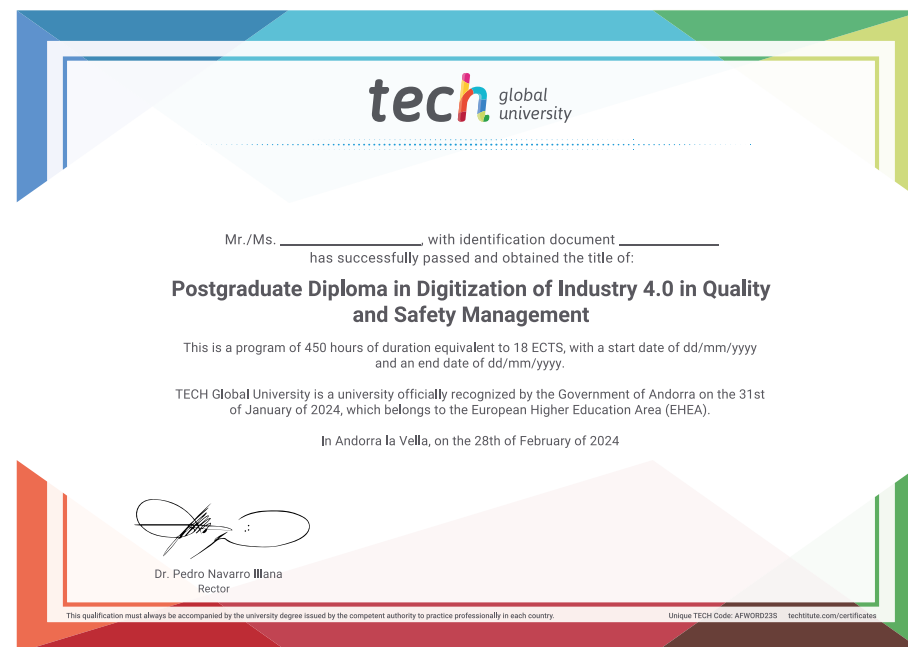 tech global
university
Mr./Ms. ____________, with identification document ____________
has successfully passed and obtained the title of:
Postgraduate Diploma in Digitization of Industry 4.0 in Quality
and Safety Management
This is a program of 450 hours of duration equivalent to 18 ECTS, with a start date of dd/mm/yyyy
and an end date of dd/mm/yyyy.
TECH Global University is a university officially recognized by the Government of Andorra on the 31st
of January of 2024, which belongs to the European Higher Education Area (EHEA).
In Andorra la Vella, on the 28th of February of 2024
Dr. Pedro Navarro Illana
Rector
This qualification must always be accompanied by the university degree issued by the competent authority to practice professionally in each country.
Unique TECH Code: AFWORD23S techtitute.com/certificates